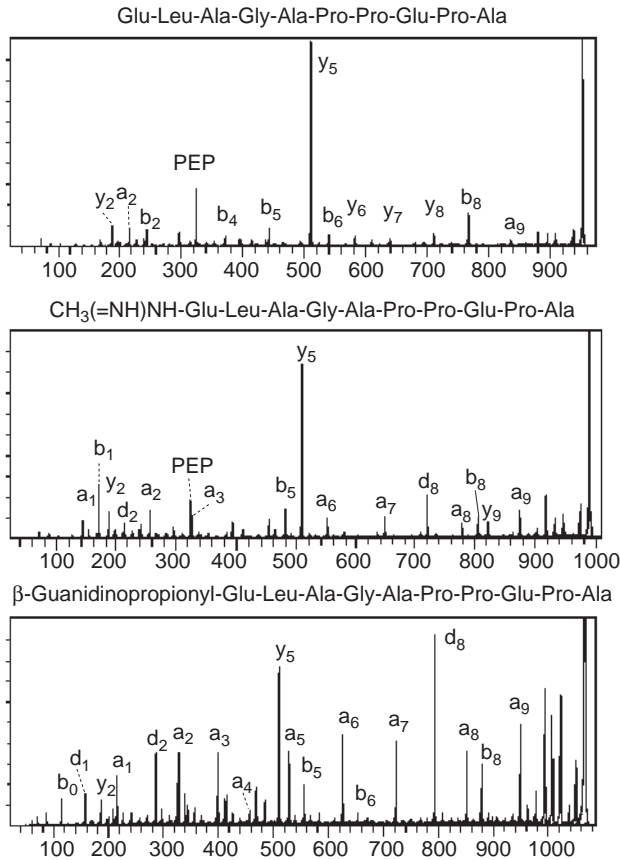 Glu-Leu-Ala-Gly-Ala-Pro-Pro-Glu-Pro-Ala
y5
PEP
y2 a2 b2 b4 b5 b6 y6 y7 y8 b8 a9
100 200 300 400 500 600 700 800 900
CH3(=NH)NH-Glu-Leu-Ala-Gly-Ala-Pro-Pro-Glu-Pro-Ala
y5
b1 PEP
a1 y2 d2 a2 a3 b5 a6 a7 d8 a8 b8 y9 a9
100 200 300 400 500 600 700 800 900 1000
β-Guanidinopropionyl-Glu-Leu-Ala-Gly-Ala-Pro-Pro-Glu-Pro-Ala
y5 d8
b0 d1 y2 a1 d2 a2 a3 a4 a5 b5 a6 b6 a7 a8 b8 a9
100 200 300 400 500 600 700 800 900 1000